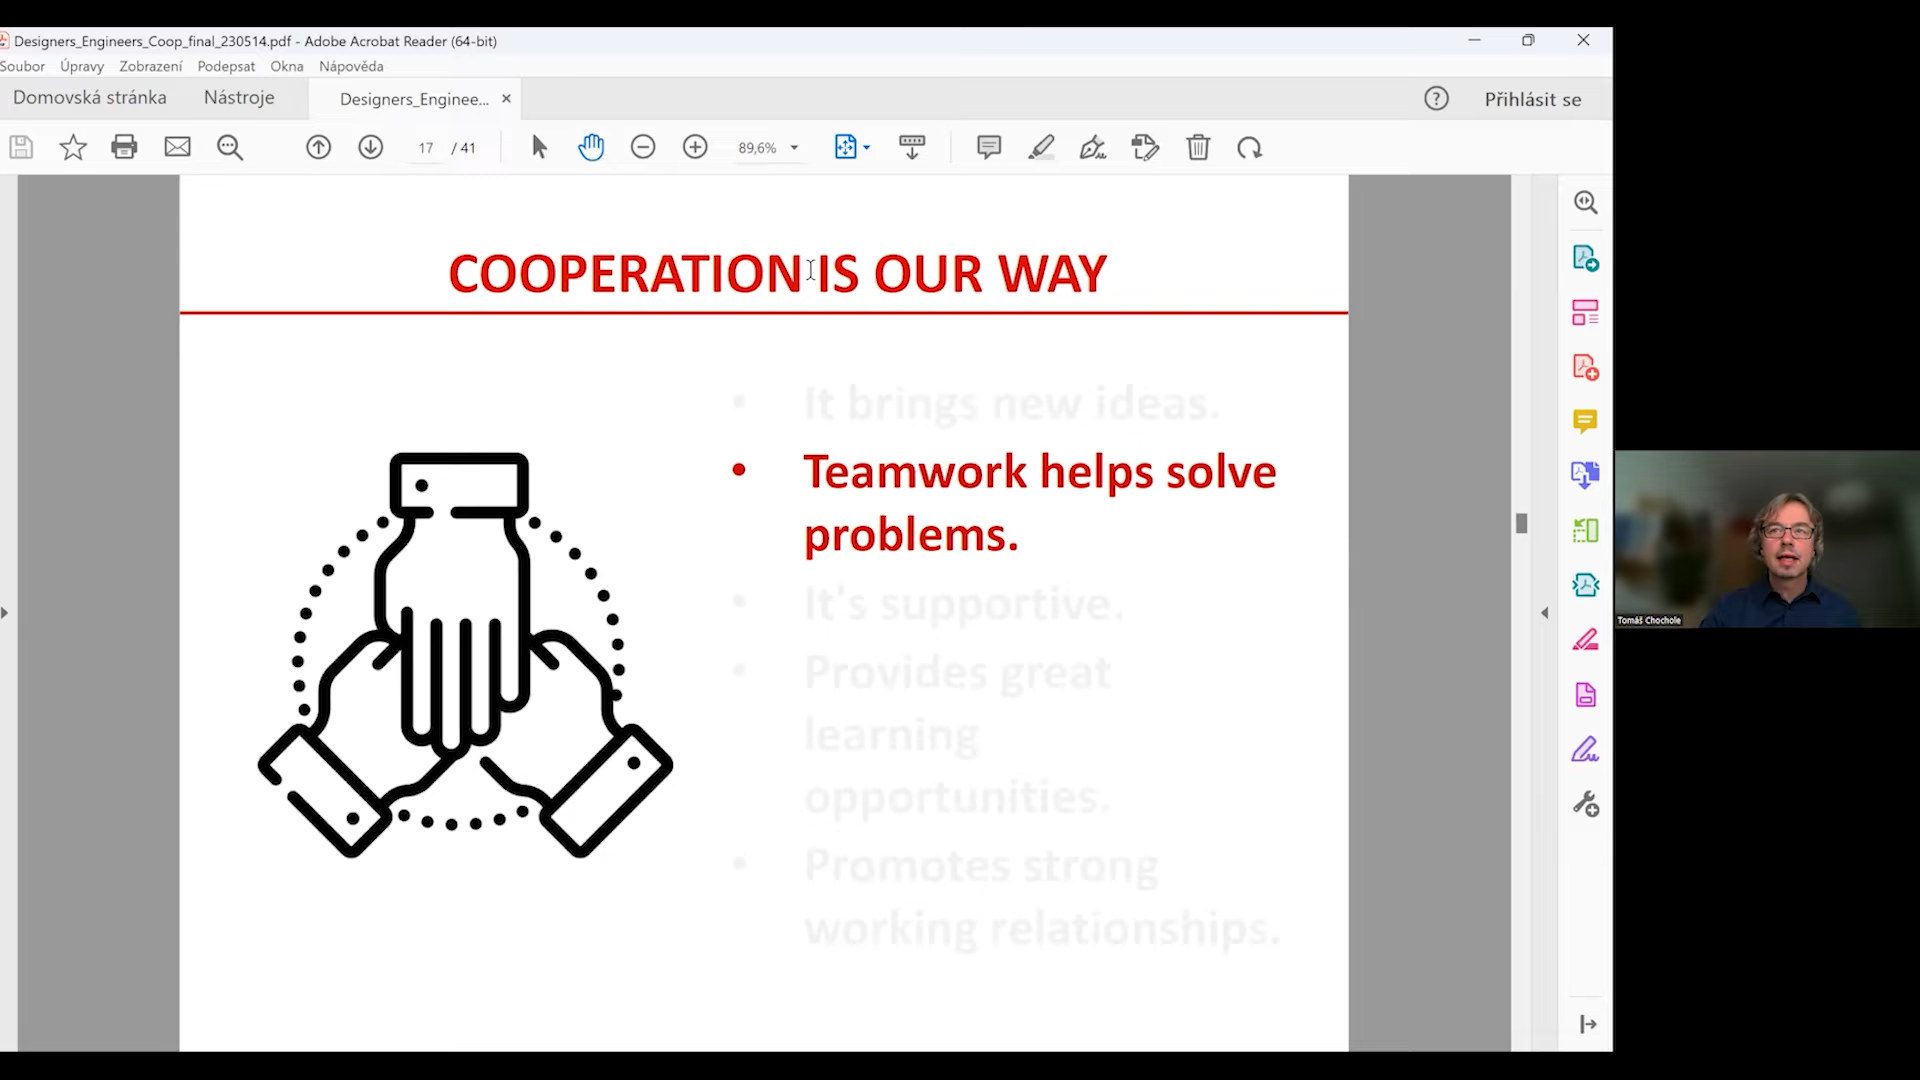 Designers_Engineers_Coop_final_230514.pdf - Adobe Acrobat Reader (64-bit)
Soubor Úpravy Zobrazení Podepsat Okna Nápověda
Domovská stránka Nástroje Designers_Enginee... Přihlásit se
17 / 41 89,6%
COOPERATION IS OUR WAY
• It brings new ideas.
• Teamwork helps solve
problems.
• It's supportive.
• Provides great
learning
opportunities.
• Promotes strong
working relationships.
Tomáš Chochole